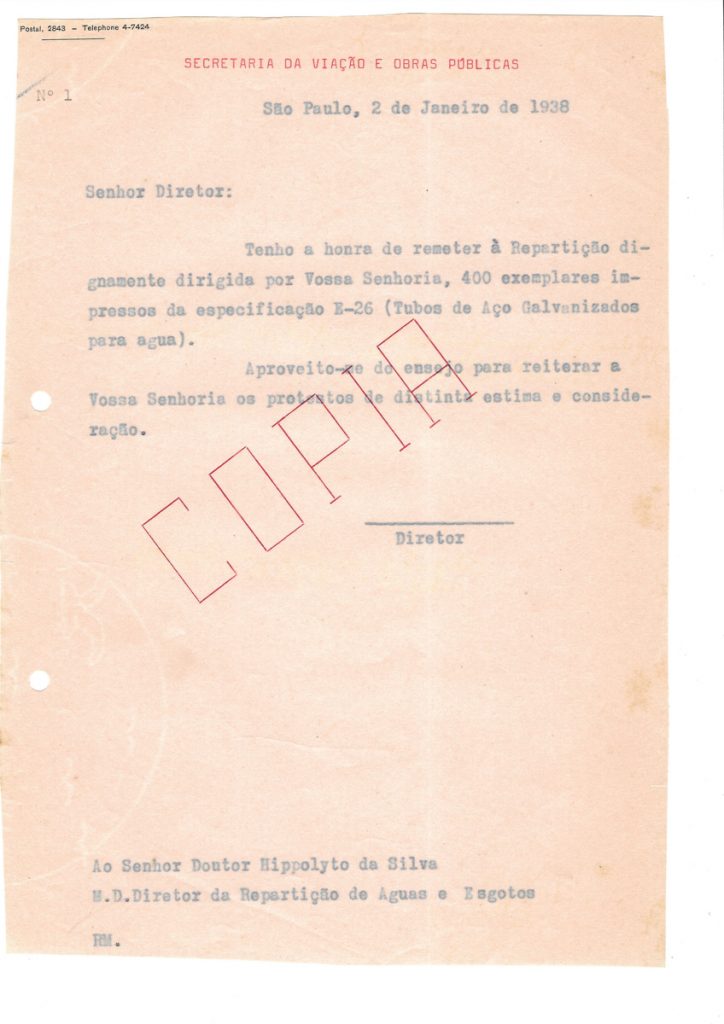 Postal, 2843 — Telephone 4-7424
SECRETARIA DA VIAÇÃO E OBRAS PÚBLICAS
Nº 1
São Paulo, 2 de Janeiro de 1938
Senhor Diretor:
Tenho a honra de remeter à Repartição di-
gnamente dirigida por Vossa Senhoria, 400 exemplares im-
pressos da especificação E-26 (Tubos de Aço Galvanizados
para agua).
Aproveito-me do ensejo para reiterar a
Vossa Senhoria os protestos de distinta estima e conside-
ração.
COPIA
Diretor
Ao Senhor Doutor Hippolyto da Silva
M.D.Diretor da Repartição de Aguas e Esgotos
RM.